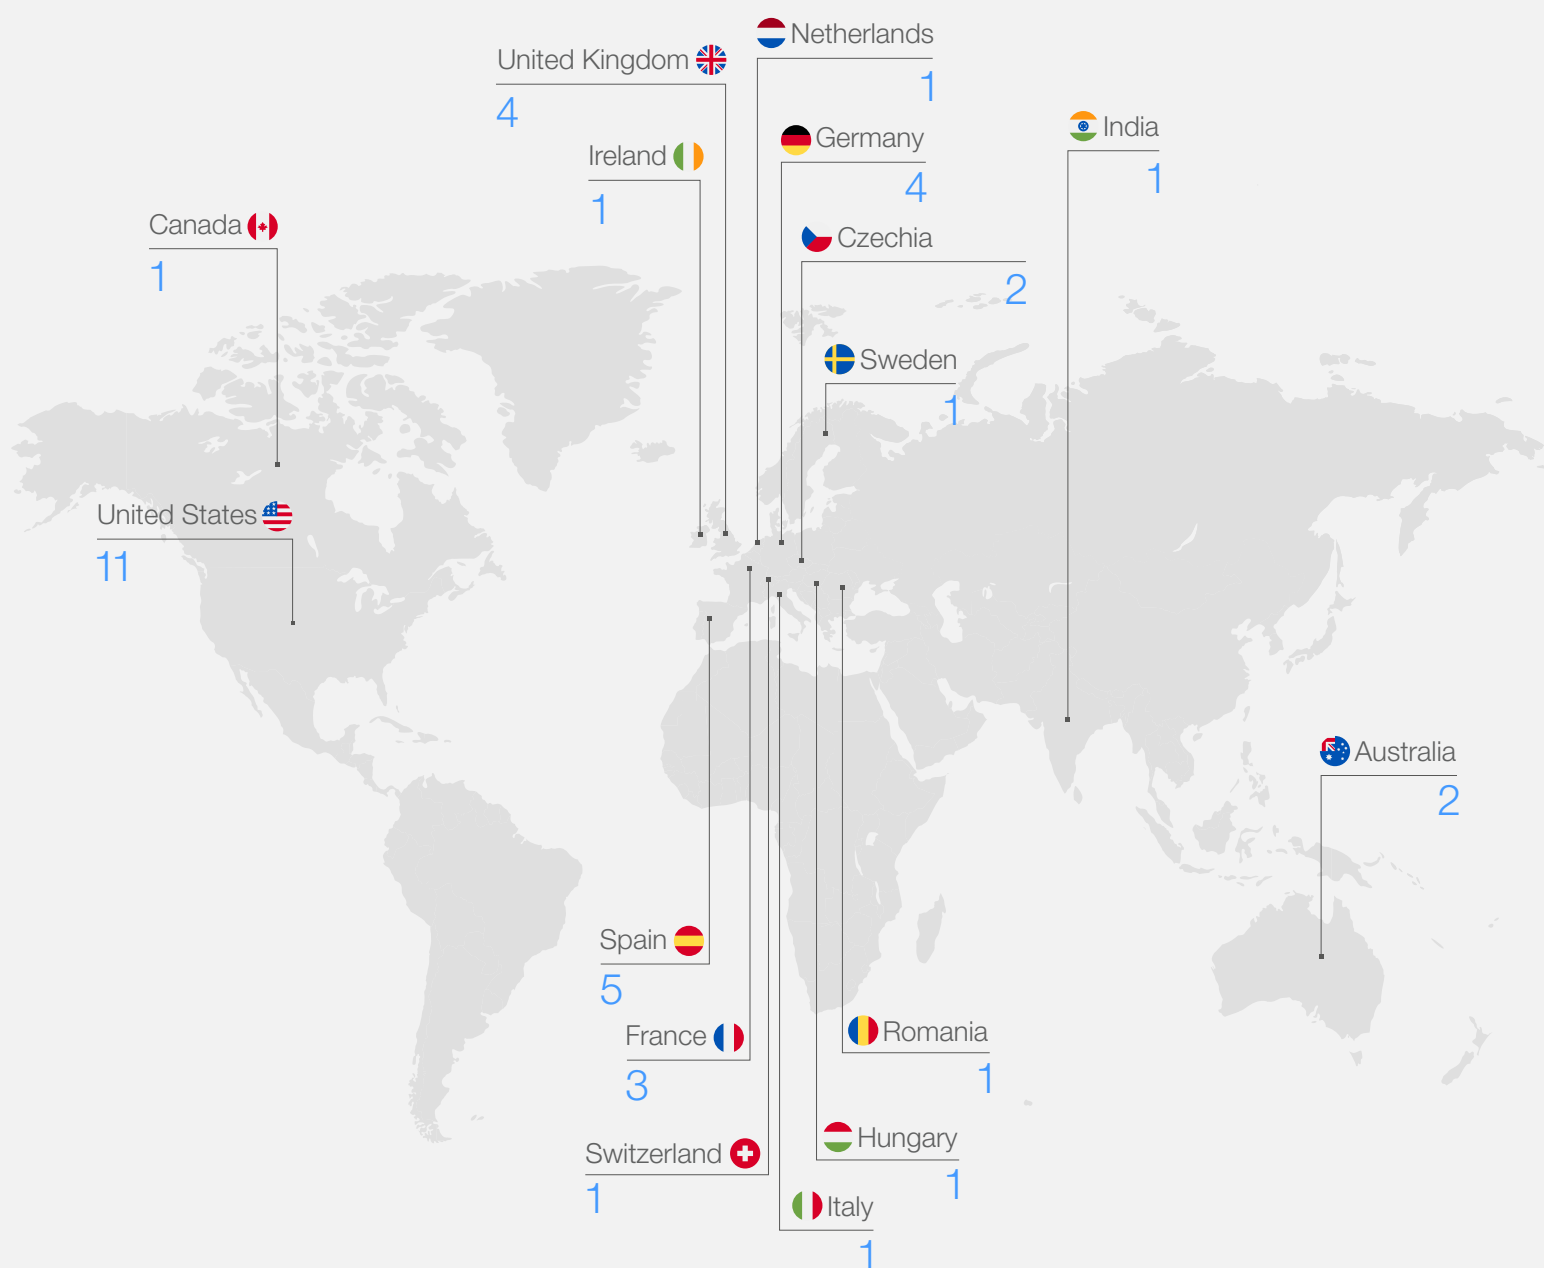 Netherlands
1
United Kingdom
4
Germany
4
India
1
Ireland
1
Canada
1
Czechia
2
Sweden
1
United States
11
Australia
2
Spain
5
France
3
Romania
1
Switzerland
1
Hungary
1
Italy
1